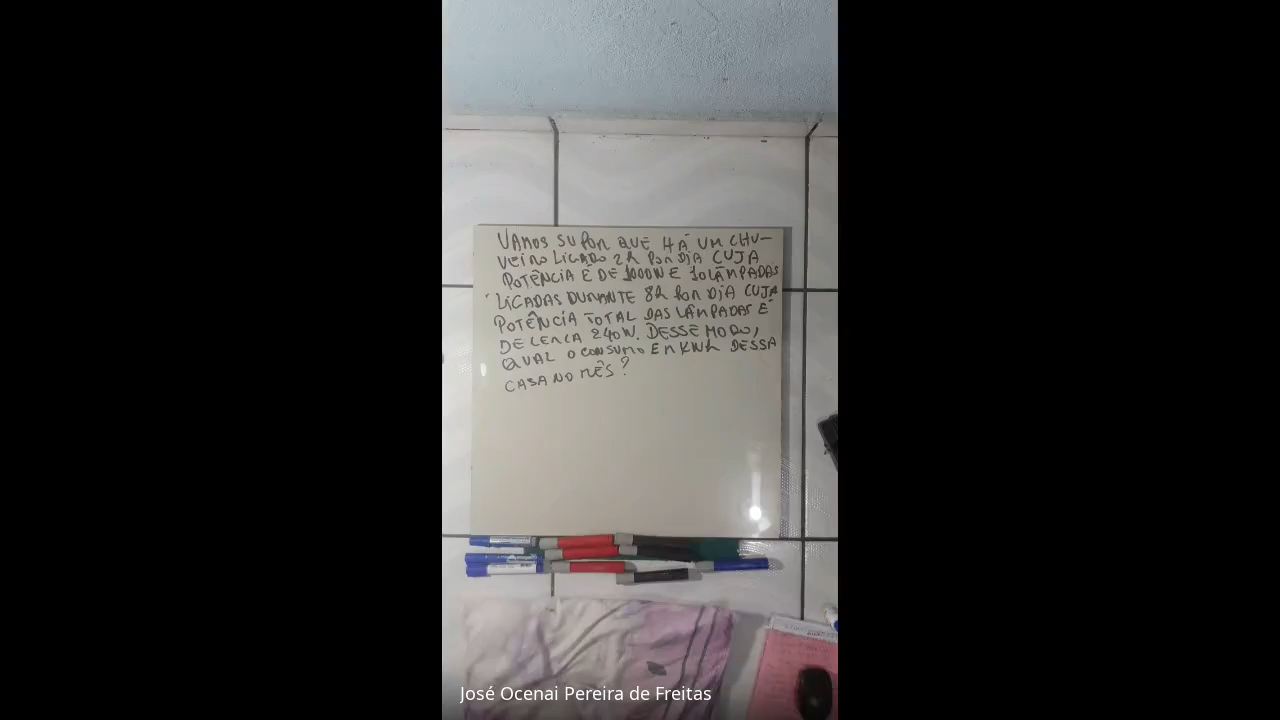 VAMOS SUPOR QUE HÁ UM CHU-
VEIRO LIGADO 2h POR DIA CUJA
POTÊNCIA É DE 1000W E 10 LÂMPADAS
LIGADAS DURANTE 8h POR DIA CUJA
POTÊNCIA TOTAL DAS LÂMPADAS É
DE CERCA 240W. DESSE MODO,
QUAL O CONSUMO EM KWh DESSA
CASA NO MÊS?
José Ocenai Pereira de Freitas